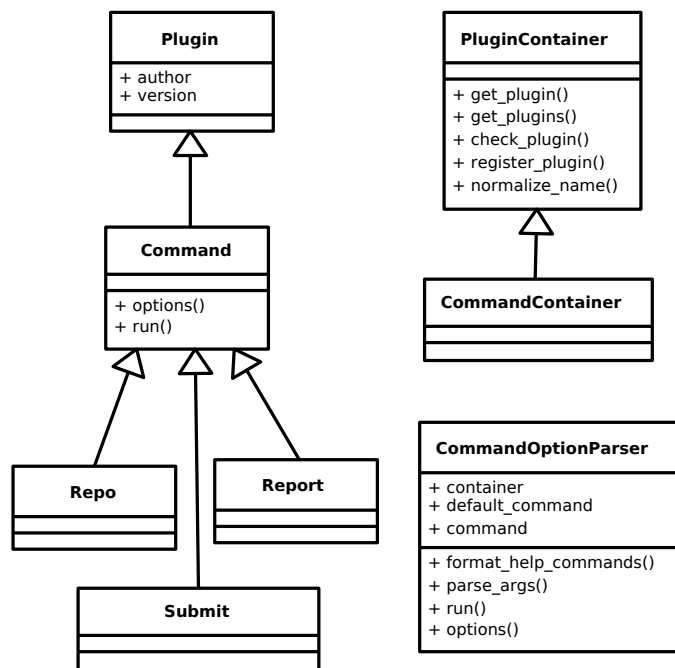 Plugin
+ author
+ version
PluginContainer
+ get_plugin()
+ get_plugins()
+ check_plugin()
+ register_plugin()
+ normalize_name()
Command
+ options()
+ run()
CommandContainer
Repo
Report
Submit
CommandOptionParser
+ container
+ default_command
+ command
+ format_help_commands()
+ parse_args()
+ run()
+ options()